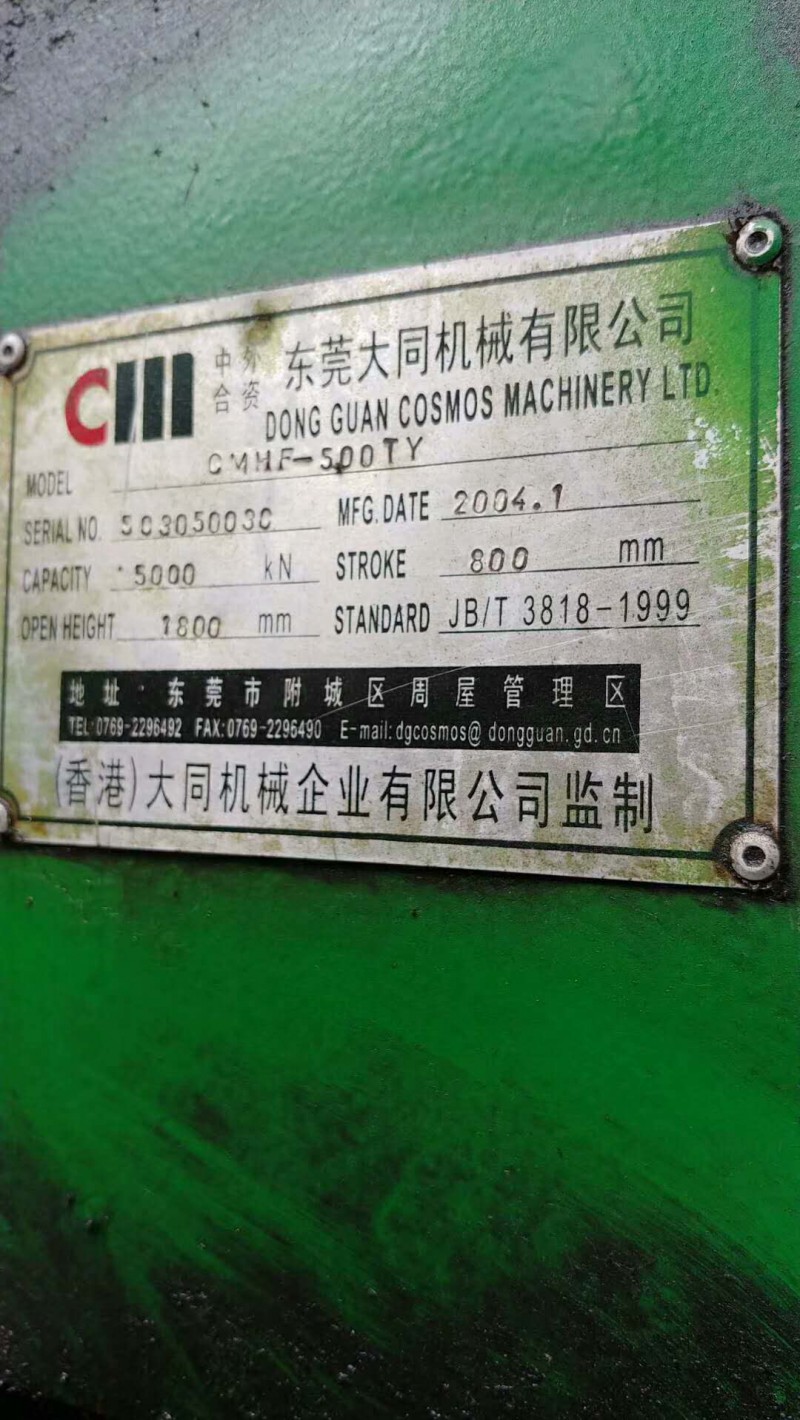 CM 中外合资 东莞大同机械有限公司
DONG GUAN COSMOS MACHINERY LTD.
MODEL CMHF-500TY
SERIAL NO. 50305003C MFG. DATE 2004.1
CAPACITY 5000 kN STROKE 800 mm
OPEN HEIGHT 1800 mm STANDARD JB/T 3818-1999
地址: 东莞市附城区周屋管理区
TEL:0769-2296492 FAX:0769-2296490 E-mail:dgcosmos@dongguan.gd.cn
(香港)大同机械企业有限公司监制